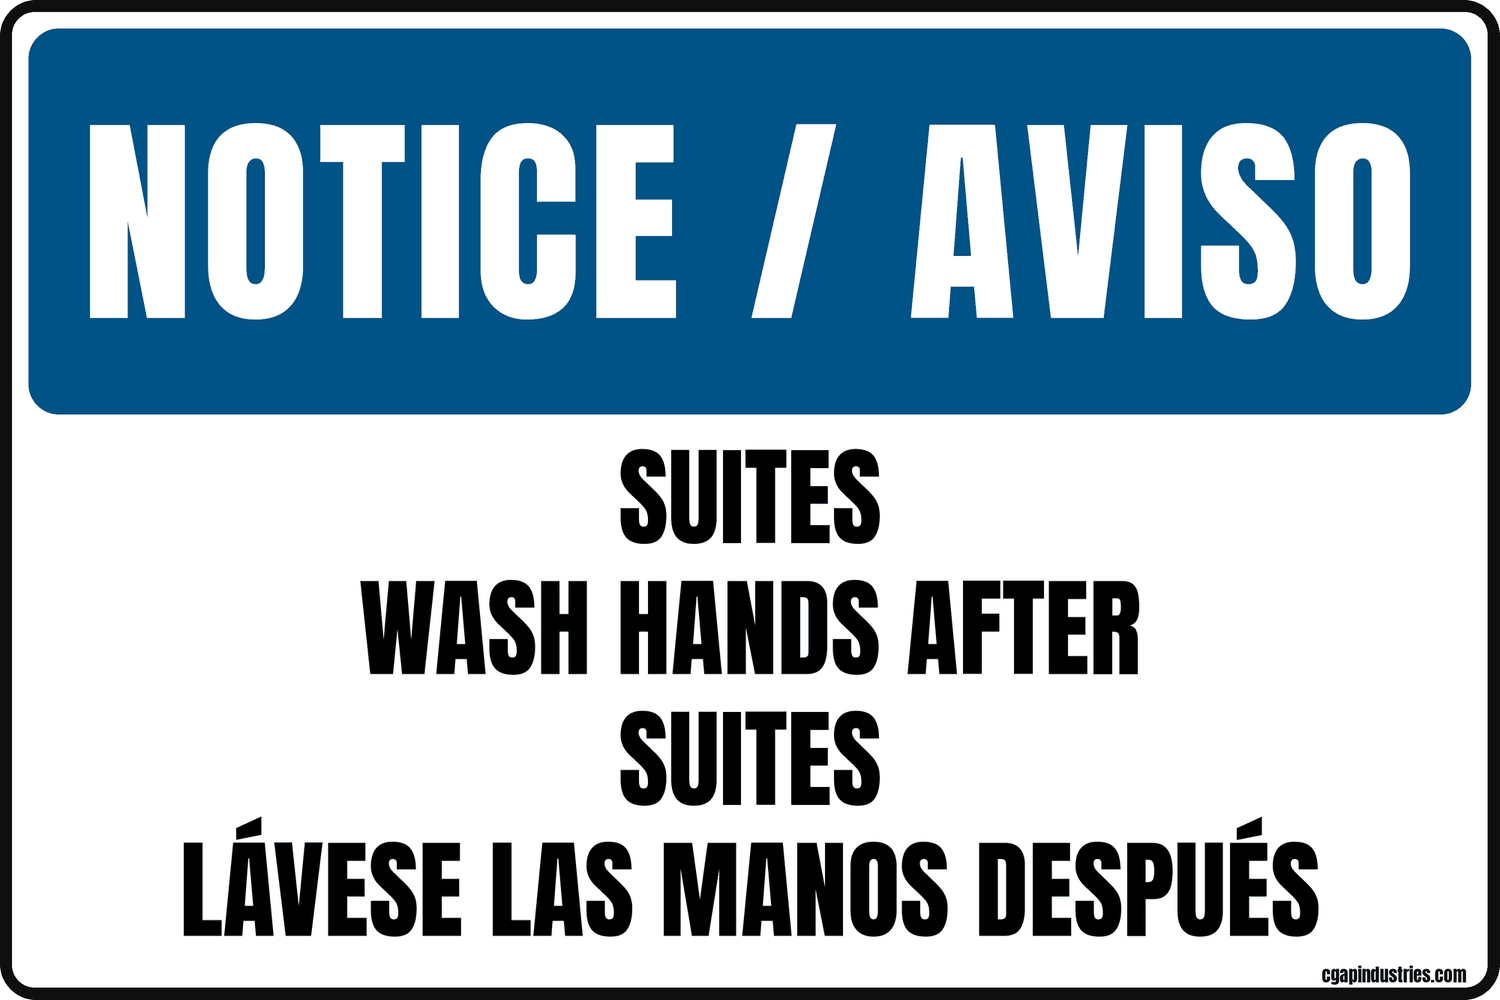 NOTICE / AVISO
SUITES
WASH HANDS AFTER
SUITES
LÁVESE LAS MANOS DESPUÉS
cgapindustries.com